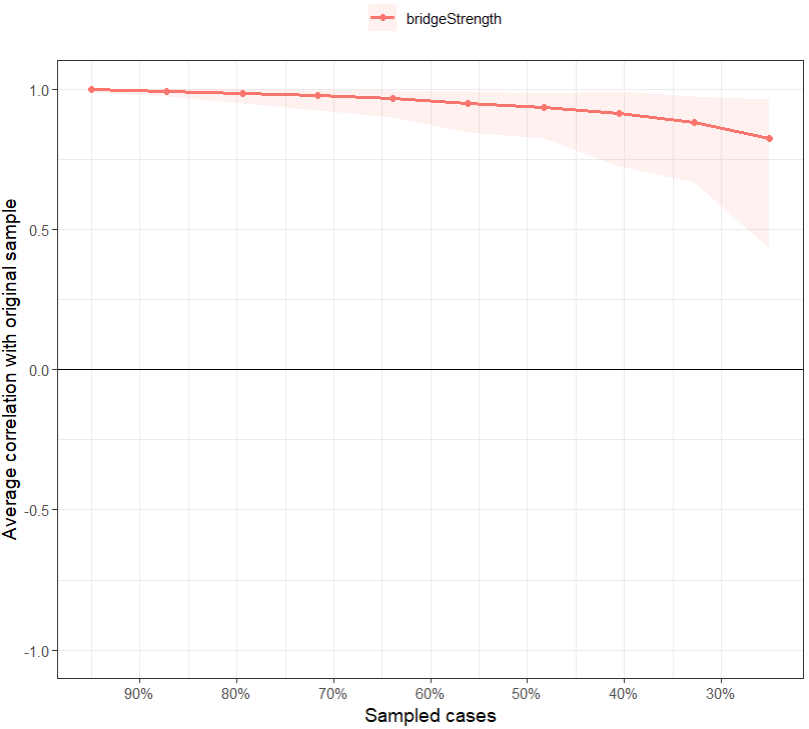 bridgeStrength
Average correlation with original sample
1.0
0.5
0.0
-0.5
-1.0
90% 80% 70% 60% 50% 40% 30%
Sampled cases